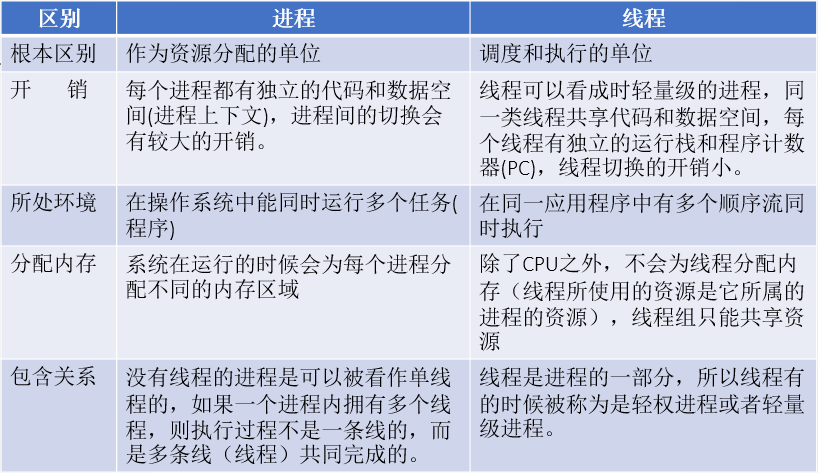 区别
进程
线程
根本区别
作为资源分配的单位
调度和执行的单位
开 销
每个进程都有独立的代码和数据空
间(进程上下文)，进程间的切换会
有较大的开销。
线程可以看成时轻量级的进程，同
一类线程共享代码和数据空间，每
个线程有独立的运行栈和程序计数
器(PC)，线程切换的开销小。
所处环境
在操作系统中能同时运行多个任务(
程序)
在同一应用程序中有多个顺序流同
时执行
分配内存
系统在运行的时候会为每个进程分
配不同的内存区域
除了CPU之外，不会为线程分配内
存（线程所使用的资源是它所属的
进程的资源），线程组只能共享资
源
包含关系
没有线程的进程是可以被看作单线
程的，如果一个进程内拥有多个线
程，则执行过程不是一条线的，而
是多条线（线程）共同完成的。
线程是进程的一部分，所以线程有
的时候被称为是轻权进程或者轻量
级进程。